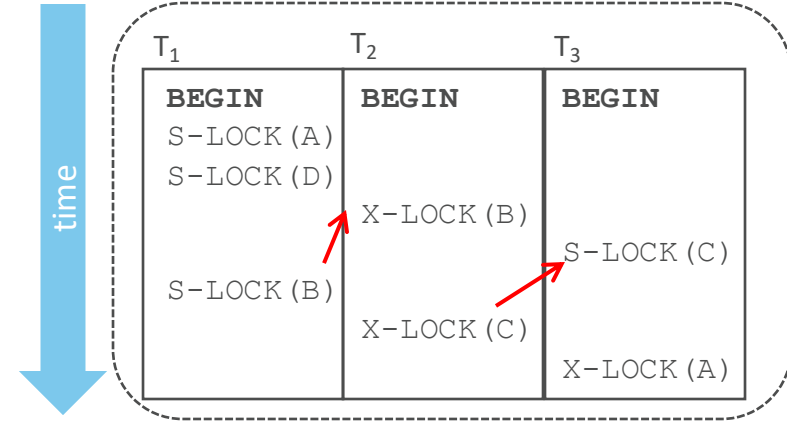 T1 T2 T3
BEGIN BEGIN BEGIN
S-LOCK(A)
S-LOCK(D)
X-LOCK(B)
S-LOCK(C)
S-LOCK(B)
X-LOCK(C)
X-LOCK(A)
time